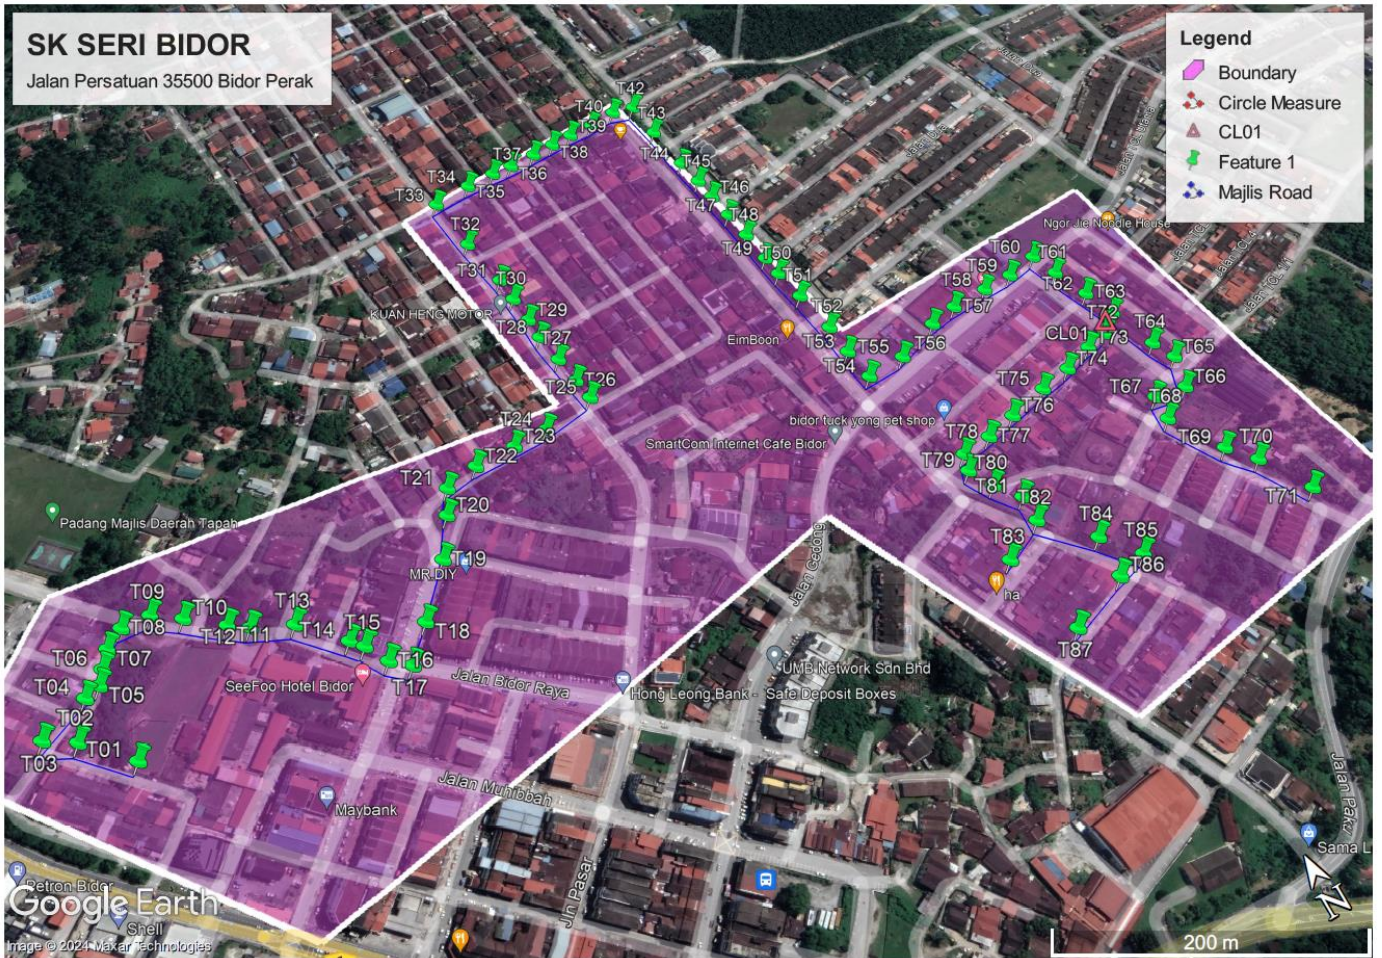 SK SERI BIDOR
Jalan Persatuan 35500 Bidor Perak
Legend
Boundary
Circle Measure
CL01
Feature 1
Majlis Road
T42
T40
T43
T39
T38
T44
T37
T36
T45
T34
T35
T46
T33
T47
T48
T32
T49
T50
T31
T51
T30
T52
T29
T28
T53
T27
T55
T54
T56
T26
T25
T57
T58
T59
T60
T61
T62
T63
T72
CL01
T73
T64
T65
T74
T66
T75
T67
T68
T76
T69
T70
T71
T77
T78
T79
T80
T81
T82
T83
T84
T85
T86
T87
T24
T23
T22
T21
T20
T19
T18
T17
T16
T15
T14
T13
T12
T11
T10
T09
T08
T07
T06
T05
T04
T02
T03
T01
Ngor Jie Noodle House
Jalan TCL Utama
KUAN HENG MOTOR
EimBoon
bidor tuck yong pet shop
SmartCom Internet Cafe Bidor
Padang Majlis Daerah Tapah
MR.DIY
ha
Jalan Gedong
UMB Network Sdn Bhd
Jalan Bidor Raya
Hong Leong Bank - Safe Deposit Boxes
SeeFoo Hotel Bidor
Jalan Muhibbah
Maybank
Jln Pasar
Sama L
Petron Bidor
Google Earth
Shell
Image © 2024 Maxar Technologies
N
200 m